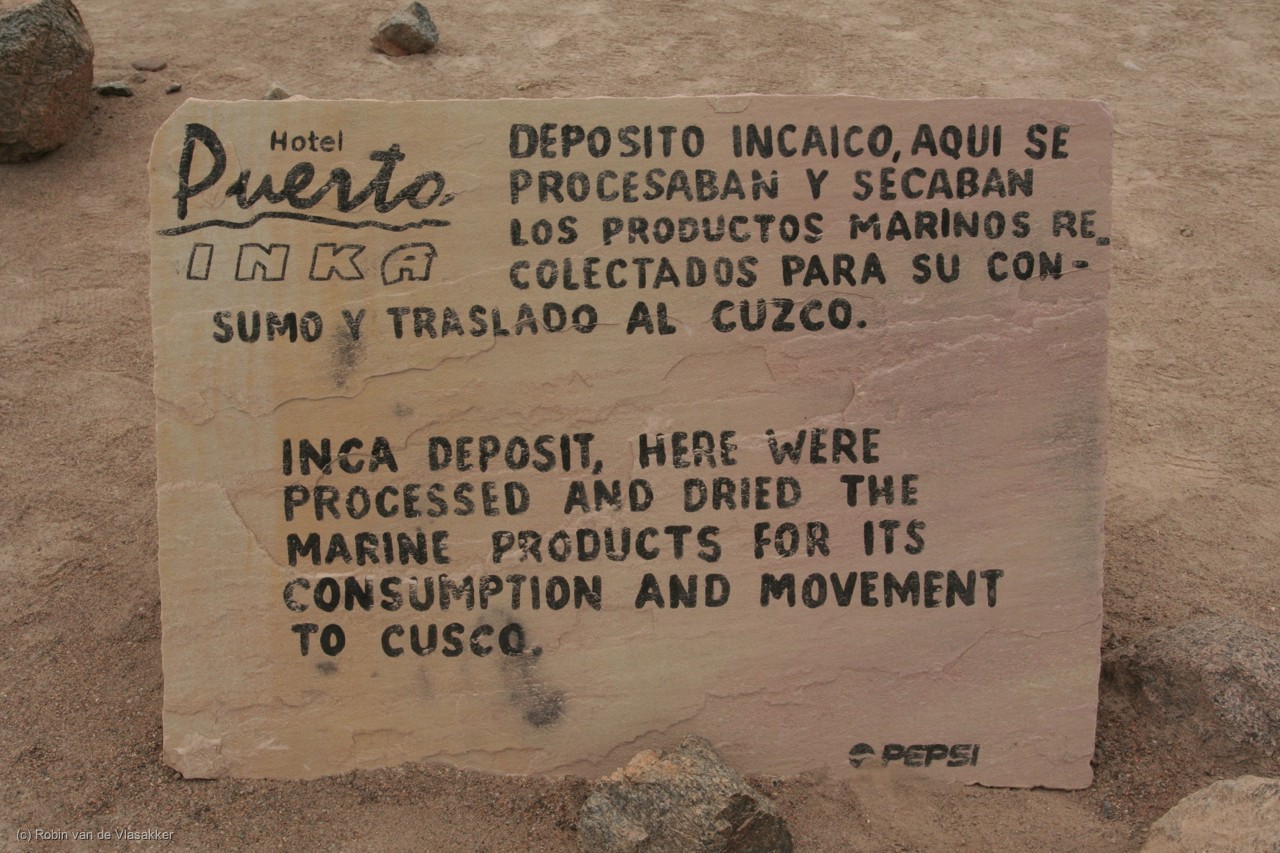 Hotel
Puerto
INKA
DEPOSITO INCAICO, AQUI SE
PROCESABAN Y SECABAN
LOS PRODUCTOS MARINOS RE-
COLECTADOS PARA SU CON-
SUMO Y TRASLADO AL CUZCO.
INCA DEPOSIT, HERE WERE
PROCESSED AND DRIED THE
MARINE PRODUCTS FOR ITS
CONSUMPTION AND MOVEMENT
TO CUSCO.
PEPSI
(c) Robin van de Vlasakker